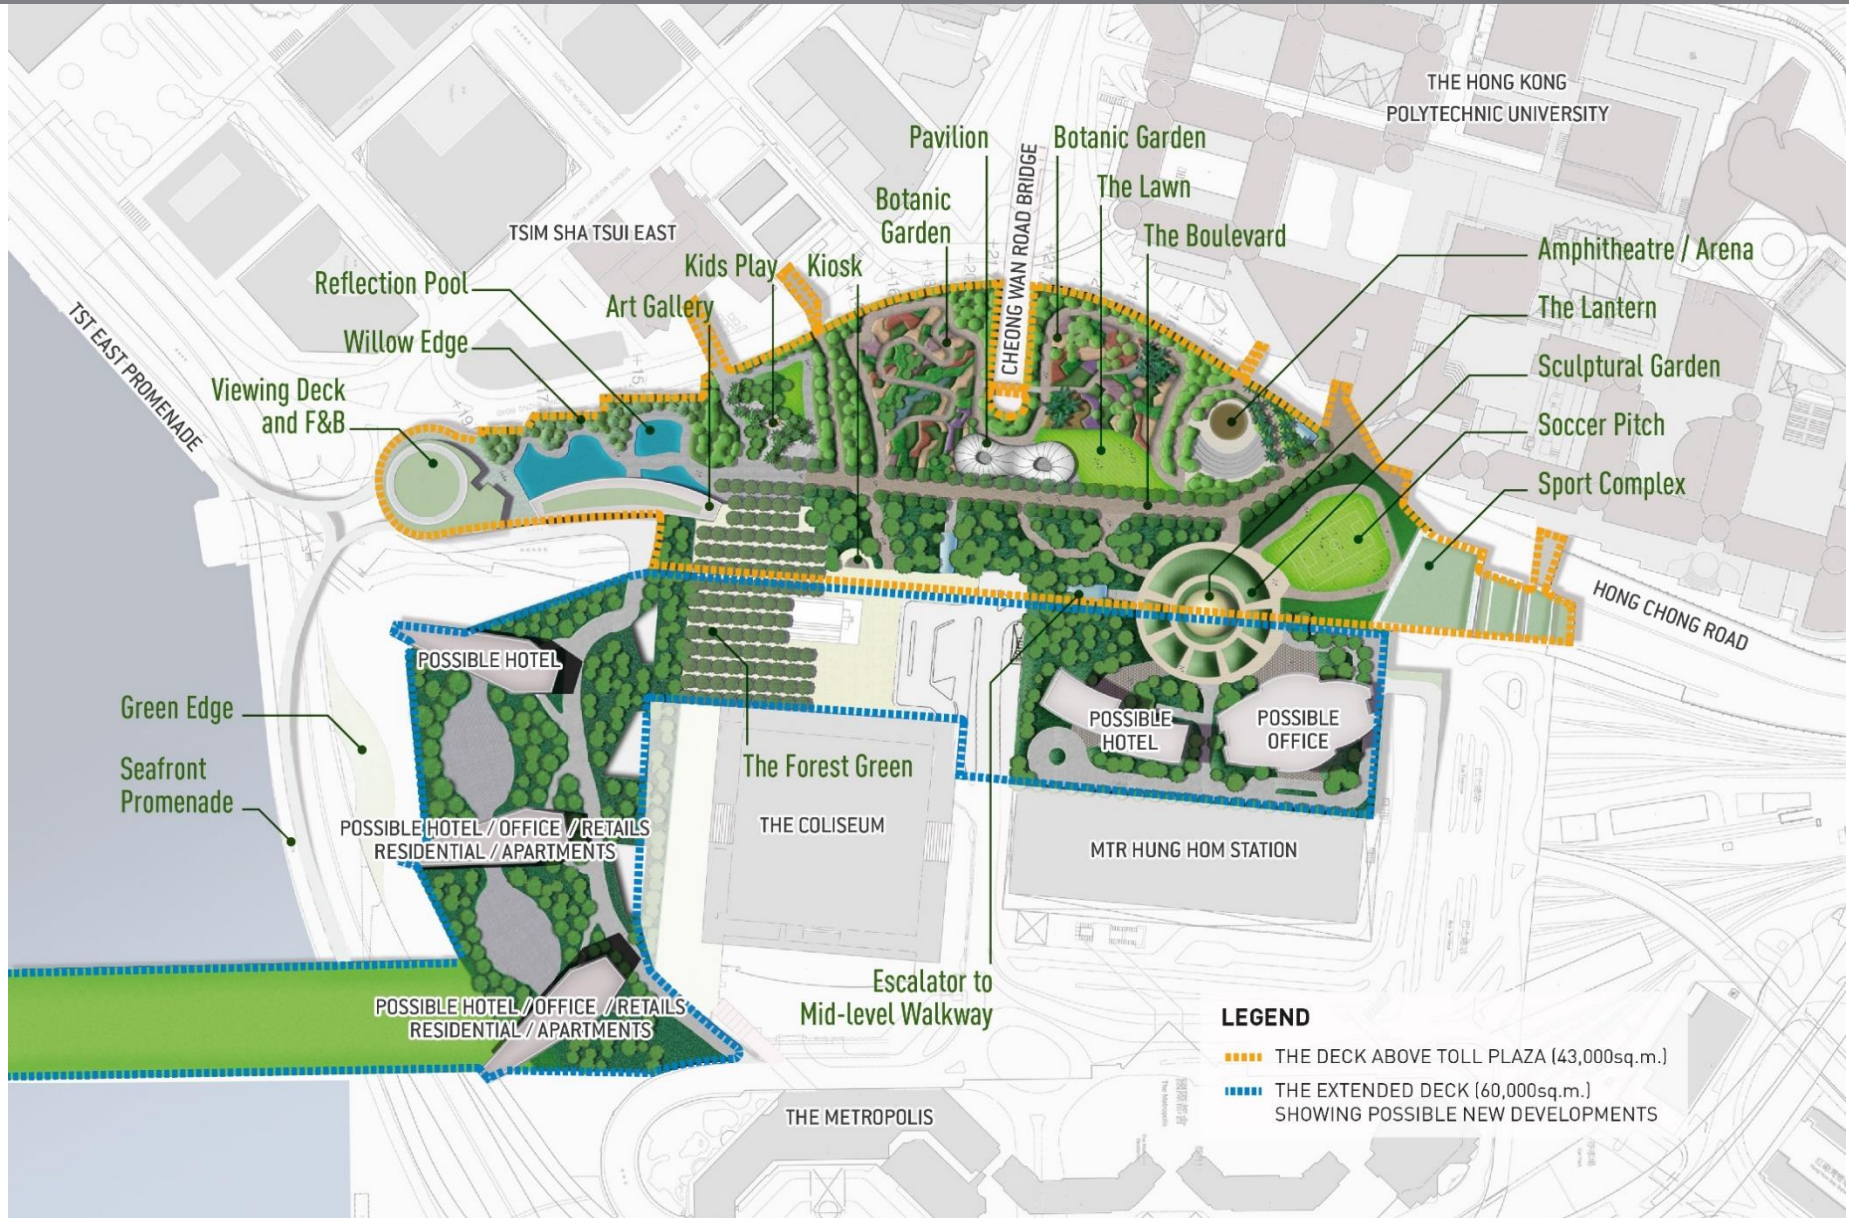 THE HONG KONG
POLYTECHNIC UNIVERSITY
Pavilion
Botanic Garden
CHEONG WAN ROAD BRIDGE
The Lawn
Botanic
Garden
TSIM SHA TSUI EAST
The Boulevard
Amphitheatre / Arena
Kids Play
Kiosk
Reflection Pool
Art Gallery
The Lantern
TST EAST PROMENADE
Willow Edge
Sculptural Garden
Viewing Deck
and F&B
Soccer Pitch
Sport Complex
HONG CHONG ROAD
POSSIBLE HOTEL
Green Edge
POSSIBLE
HOTEL
POSSIBLE
OFFICE
Seafront
Promenade
The Forest Green
POSSIBLE HOTEL / OFFICE / RETAILS
RESIDENTIAL / APARTMENTS
THE COLISEUM
MTR HUNG HOM STATION
Escalator to
Mid-level Walkway
POSSIBLE HOTEL / OFFICE / RETAILS
RESIDENTIAL / APARTMENTS
LEGEND
THE DECK ABOVE TOLL PLAZA (43,000sq.m.)
THE EXTENDED DECK (60,000sq.m.)
SHOWING POSSIBLE NEW DEVELOPMENTS
THE METROPOLIS
The Metropolis